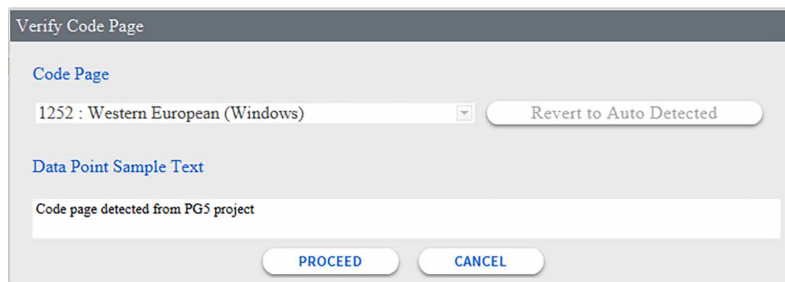 Verify Code Page
Code Page
1252 : Western European (Windows)
Revert to Auto Detected
Data Point Sample Text
Code page detected from PG5 project
PROCEED
CANCEL